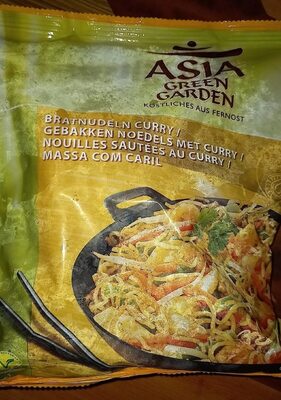 ASIA
GREEN
GARDEN
KÖSTLICHES AUS FERNOST
BRATNUDELN CURRY /
GEBAKKEN NOEDELS MET CURRY /
NOUILLES SAUTÉES AU CURRY /
MASSA COM CARIL